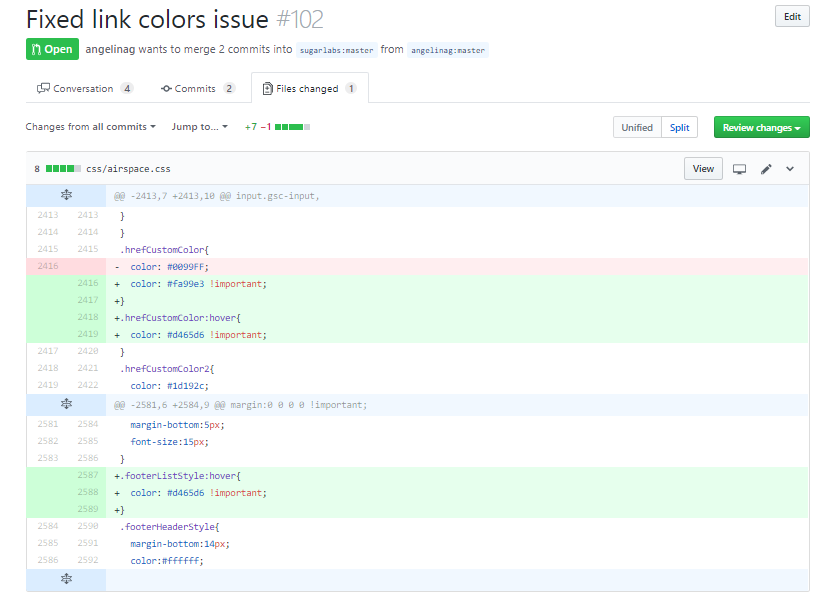 Fixed link colors issue #102
Edit
Open angelinag wants to merge 2 commits into sugarlabs:master from angelinag:master
Conversation 4 Commits 2 Files changed 1
Changes from all commits Jump to... +7 −1 Unified Split Review changes
8 css/airspace.css View
@@ -2413,7 +2413,10 @@ input.gsc-input,
2413 2413 }
2414 2414 }
2415 2415 .hrefCustomColor{
2416 - color: #0099FF;
2416 + color: #fa99e3 !important;
2417 +}
2418 +.hrefCustomColor:hover{
2419 + color: #d465d6 !important;
2417 2420 }
2418 2421 .hrefCustomColor2{
2419 2422 color: #1d192c;
@@ -2581,6 +2584,9 @@ margin:0 0 0 0 !important;
2581 2584 margin-bottom:5px;
2582 2585 font-size:15px;
2583 2586 }
2587 +.footerListStyle:hover{
2588 + color: #d465d6 !important;
2589 +}
2584 2590 .footerHeaderStyle{
2585 2591 margin-bottom:14px;
2586 2592 color:#ffffff;